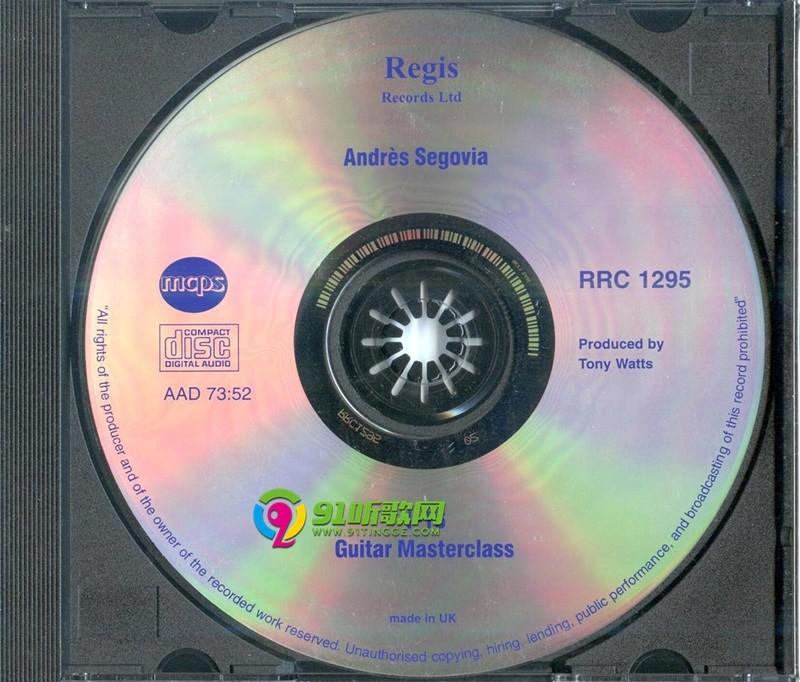 Regis
Records Ltd
Andrès Segovia
mcps
RRC 1295
COMPACT
disc
DIGITAL AUDIO
AAD 73:52
Produced by
Tony Watts
91听歌网
WWW.91TINGGE.COM
Guitar Masterclass
made in UK
"All rights of the producer and of the owner of the recorded work reserved. Unauthorised copying, hiring, lending, public performance, and broadcasting of this record prohibited"